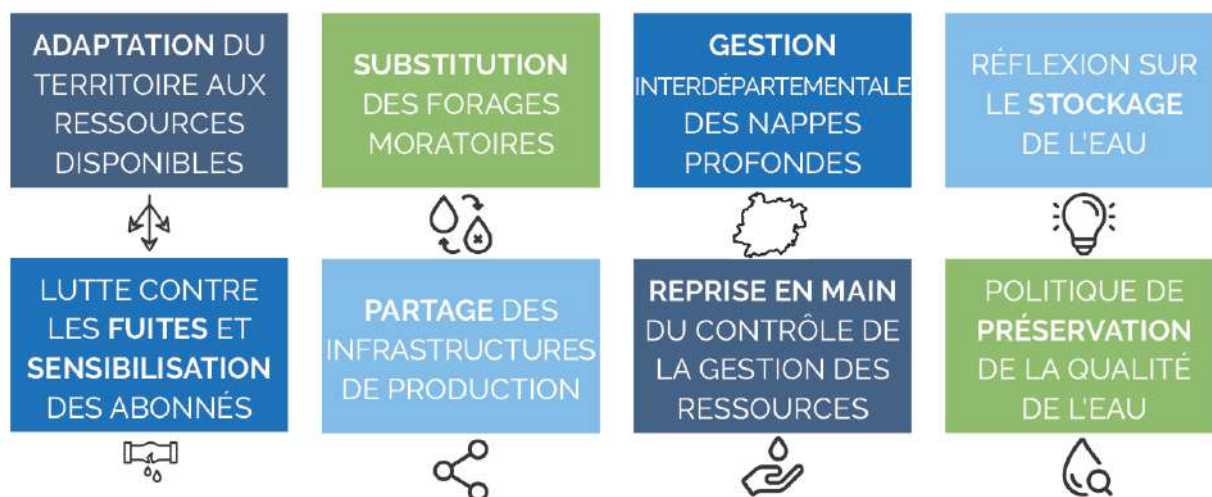 ADAPTATION DU
TERRITOIRE AUX
RESSOURCES
DISPONIBLES
SUBSTITUTION
DES FORAGES
MORATOIRES
GESTION
INTERDÉPARTEMENTALE
DES NAPPES
PROFONDES
RÉFLEXION SUR
LE STOCKAGE
DE L'EAU
LUTTE CONTRE
LES FUITES ET
SENSIBILISATION
DES ABONNÉS
PARTAGE DES
INFRASTRUCTURES
DE PRODUCTION
REPRISE EN MAIN
DU CONTRÔLE DE
LA GESTION DES
RESSOURCES
POLITIQUE DE
PRÉSERVATION
DE LA QUALITÉ
DE L'EAU